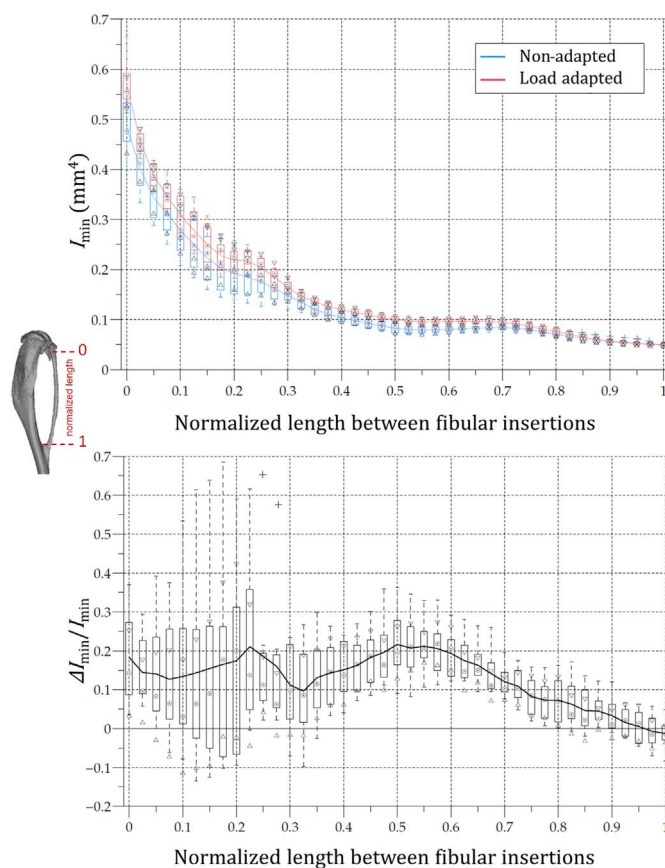 0.7
0.6
0.5
0.4
0.3
0.2
0.1
0
Imin (mm⁴)
Non-adapted
Load adapted
0 0.1 0.2 0.3 0.4 0.5 0.6 0.7 0.8 0.9 1
Normalized length between fibular insertions
0
normalized length
1
0.7
0.6
0.5
0.4
0.3
0.2
0.1
0
−0.1
−0.2
ΔImin/Imin
0 0.1 0.2 0.3 0.4 0.5 0.6 0.7 0.8 0.9 1
Normalized length between fibular insertions